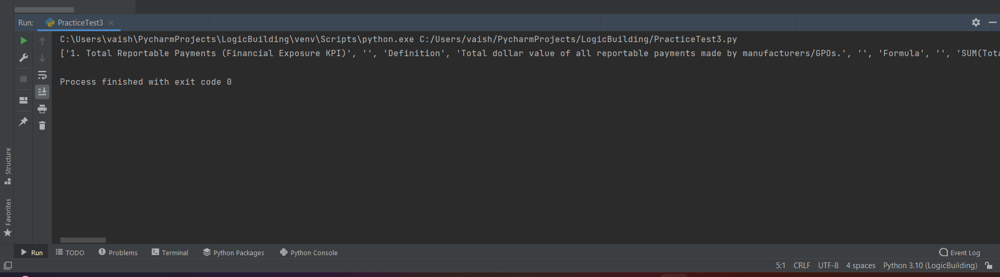 Run: PracticeTest3
C:\Users\vaish\PycharmProjects\LogicBuilding\venv\Scripts\python.exe C:/Users/vaish/PycharmProjects/LogicBuilding/PracticeTest3.py
['1. Total Reportable Payments (Financial Exposure KPI)', '', 'Definition', 'Total dollar value of all reportable payments made by manufacturers/GPOs.', '', 'Formula', '', 'SUM(Tota
Process finished with exit code 0
Structure
Favorites
Run TODO Problems Terminal Python Packages Python Console Event Log
5:1 CRLF UTF-8 4 spaces Python 3.10 (LogicBuilding)